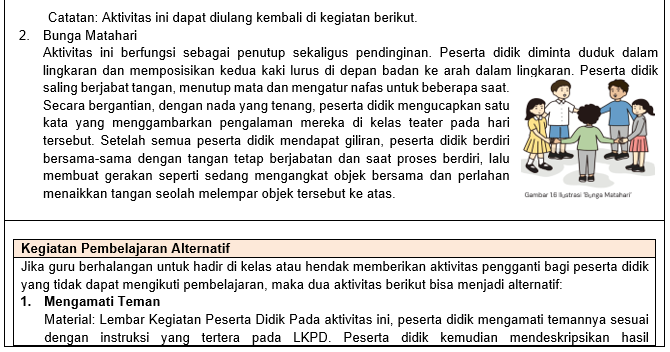 Catatan: Aktivitas ini dapat diulang kembali di kegiatan berikut.
2. Bunga Matahari
Aktivitas ini berfungsi sebagai penutup sekaligus pendinginan. Peserta didik diminta duduk dalam
lingkaran dan memposisikan kedua kaki lurus di depan badan ke arah dalam lingkaran. Peserta didik
saling berjabat tangan, menutup mata dan mengatur nafas untuk beberapa saat.
Secara bergantian, dengan nada yang tenang, peserta didik mengucapkan satu
kata yang menggambarkan pengalaman mereka di kelas teater pada hari
tersebut. Setelah semua peserta didik mendapat giliran, peserta didik berdiri
bersama-sama dengan tangan tetap berjabatan dan saat proses berdiri, lalu
membuat gerakan seperti sedang mengangkat objek bersama dan perlahan
menaikkan tangan seolah melempar objek tersebut ke atas.
Gambar 1.6 Ilustrasi 'Bunga Matahari'
Kegiatan Pembelajaran Alternatif
Jika guru berhalangan untuk hadir di kelas atau hendak memberikan aktivitas pengganti bagi peserta didik
yang tidak dapat mengikuti pembelajaran, maka dua aktivitas berikut bisa menjadi alternatif:
1. Mengamati Teman
Material: Lembar Kegiatan Peserta Didik Pada aktivitas ini, peserta didik mengamati temannya sesuai
dengan instruksi yang tertera pada LKPD. Peserta didik kemudian mendeskripsikan hasil